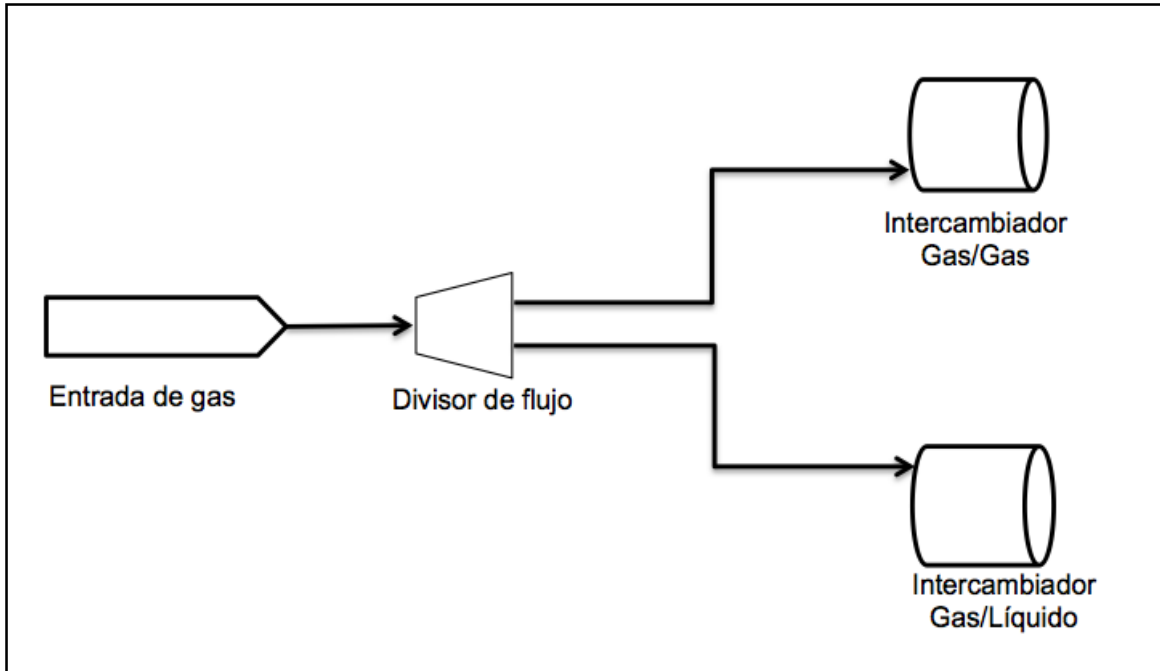 Intercambiador
Gas/Gas
Entrada de gas
Divisor de flujo
Intercambiador
Gas/Líquido